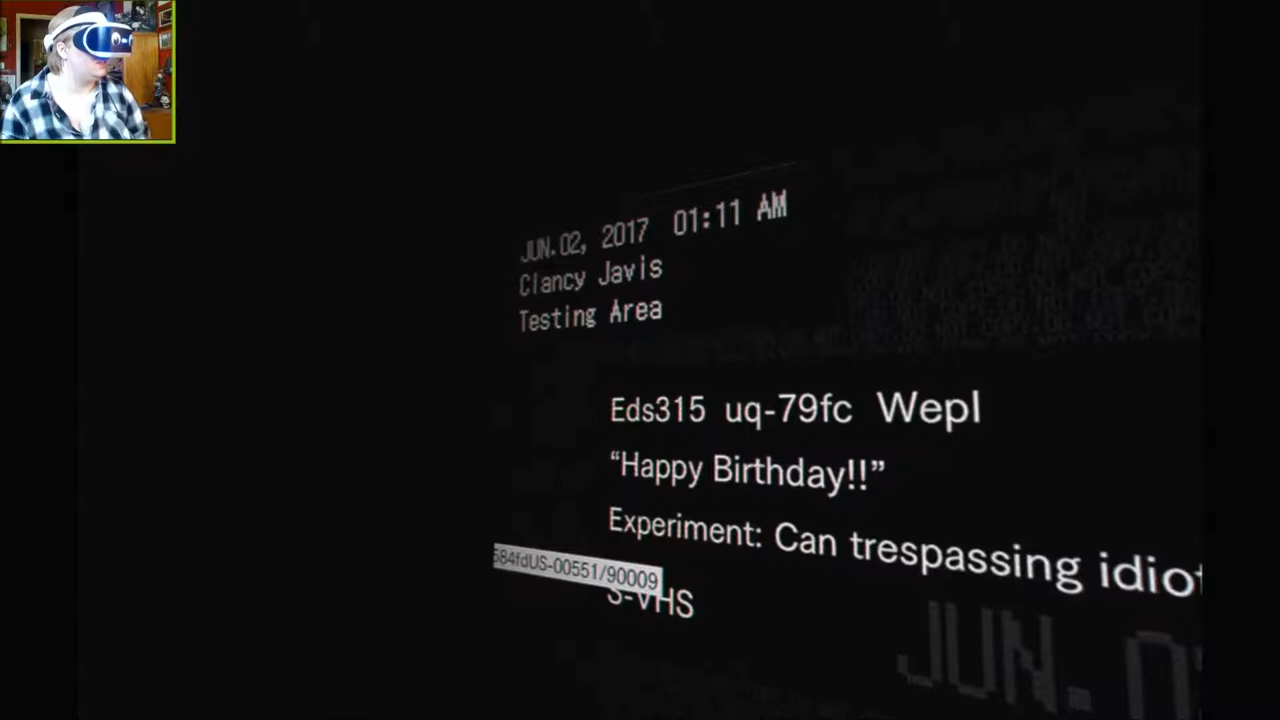 JUN.02, 2017 01:11 AM
Clancy Javis
Testing Area
Eds315 uq-79fc Wepl
“Happy Birthday!!”
Experiment: Can trespassing idiot
584fdUS-00551/90009
S-VHS
JUN.